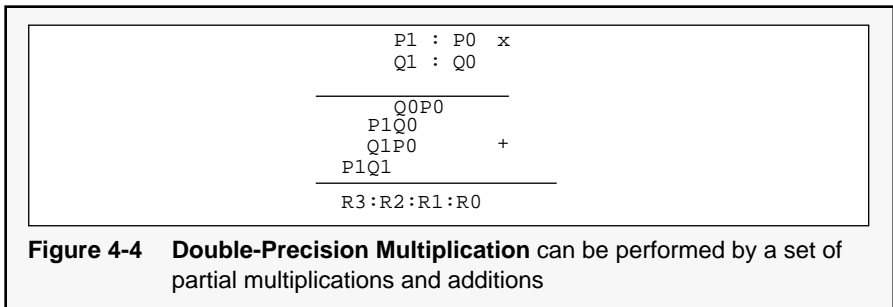 P1 : P0 x
Q1 : Q0
Q0P0
P1Q0
Q1P0 +
P1Q1
R3:R2:R1:R0
Figure 4-4 Double-Precision Multiplication can be performed by a set of
partial multiplications and additions